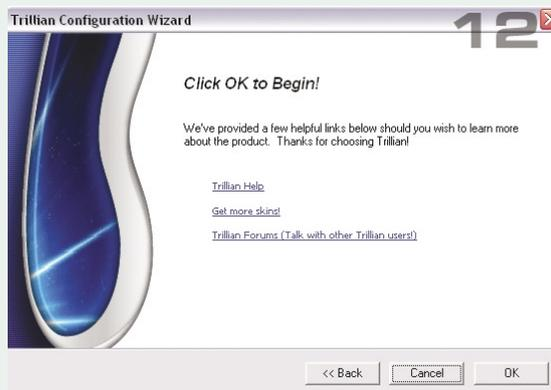 Trillian Configuration Wizard
12
Click OK to Begin!
We've provided a few helpful links below should you wish to learn more
about the product. Thanks for choosing Trillian!
Trillian Help
Get more skins!
Trillian Forums (Talk with other Trillian users!)
<< Back
Cancel
OK